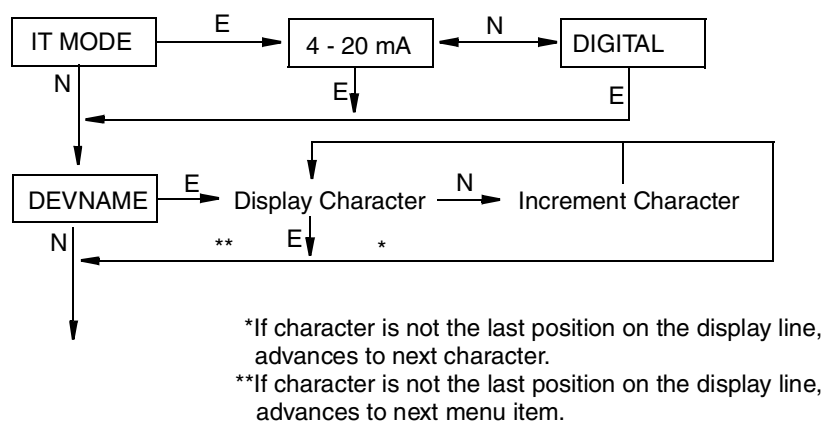 IT MODE E 4 - 20 mA N DIGITAL
N E E
DEVNAME E Display Character N Increment Character
N ** E *
*If character is not the last position on the display line,
advances to next character.
**If character is not the last position on the display line,
advances to next menu item.